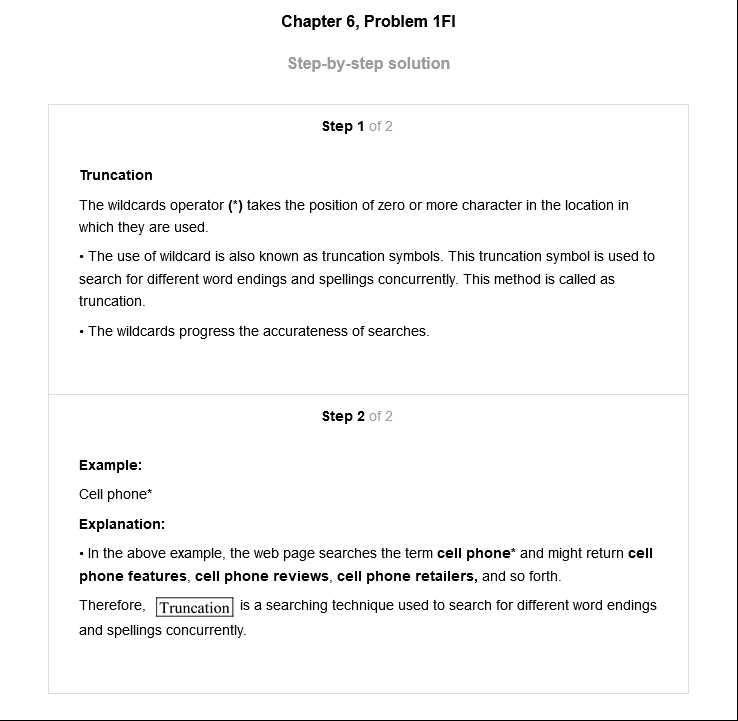 Chapter 6, Problem 1FI
Step-by-step solution
Step 1 of 2
Truncation
The wildcards operator (*) takes the position of zero or more character in the location in
which they are used.
• The use of wildcard is also known as truncation symbols. This truncation symbol is used to
search for different word endings and spellings concurrently. This method is called as
truncation.
• The wildcards progress the accurateness of searches.
Step 2 of 2
Example:
Cell phone*
Explanation:
• In the above example, the web page searches the term cell phone* and might return cell
phone features, cell phone reviews, cell phone retailers, and so forth.
Therefore, Truncation is a searching technique used to search for different word endings
and spellings concurrently.